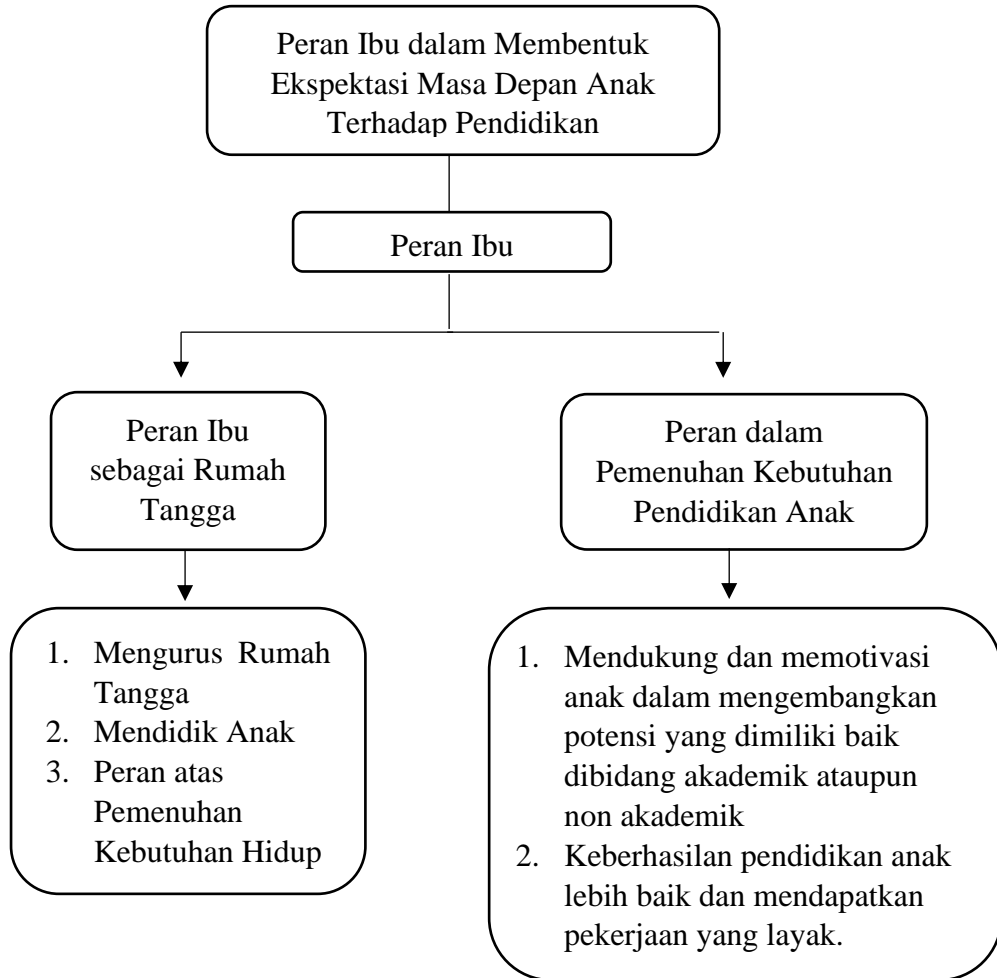 Peran Ibu dalam Membentuk
Ekspektasi Masa Depan Anak
Terhadap Pendidikan
Peran Ibu
Peran Ibu
sebagai Rumah
Tangga
Peran dalam
Pemenuhan Kebutuhan
Pendidikan Anak
1. Mengurus Rumah
Tangga
2. Mendidik Anak
3. Peran atas
Pemenuhan
Kebutuhan Hidup
1. Mendukung dan memotivasi
anak dalam mengembangkan
potensi yang dimiliki baik
dibidang akademik ataupun
non akademik
2. Keberhasilan pendidikan anak
lebih baik dan mendapatkan
pekerjaan yang layak.